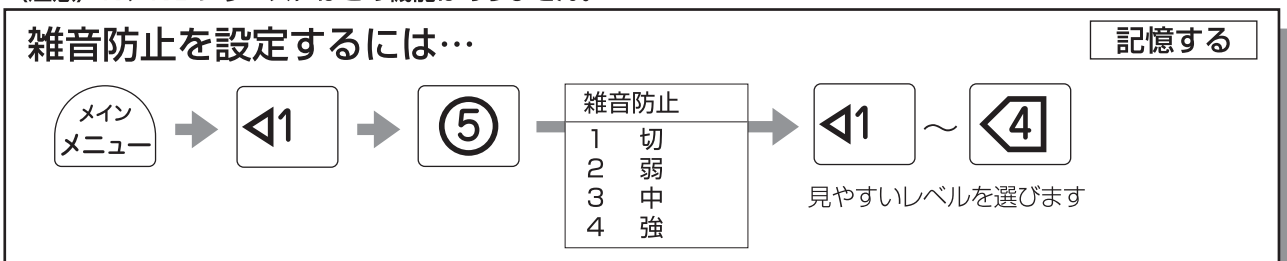 雑音防止を設定するには…
記憶する
メイン
メニュー
1
5
雑音防止
1 切
2 弱
3 中
4 強
1 ~ 4
見やすいレベルを選びます